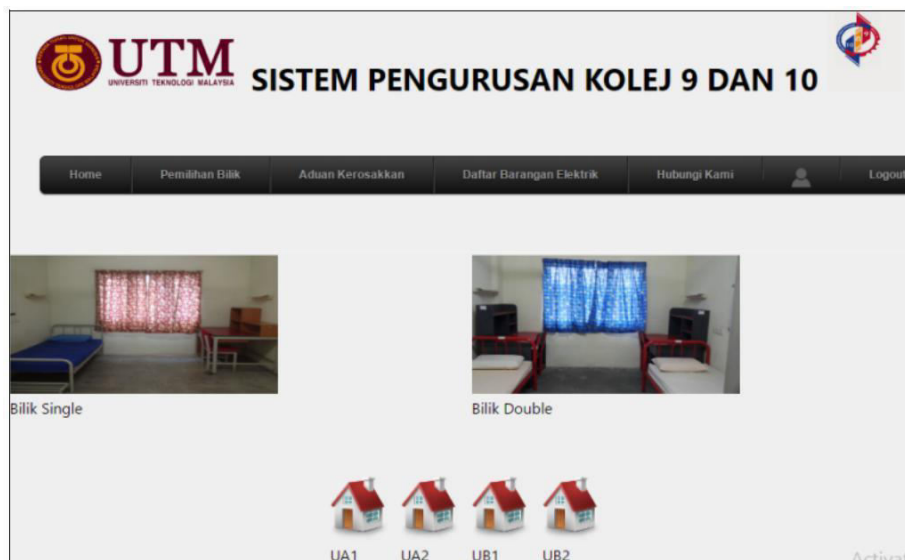 UTM
UNIVERSITI TEKNOLOGI MALAYSIA
SISTEM PENGURUSAN KOLEJ 9 DAN 10
Home Pemilihan Bilik Aduan Kerosakkan Daftar Barangan Elektrik Hubungi Kami Logout
Bilik Single Bilik Double
UA1 UA2 UB1 UB2